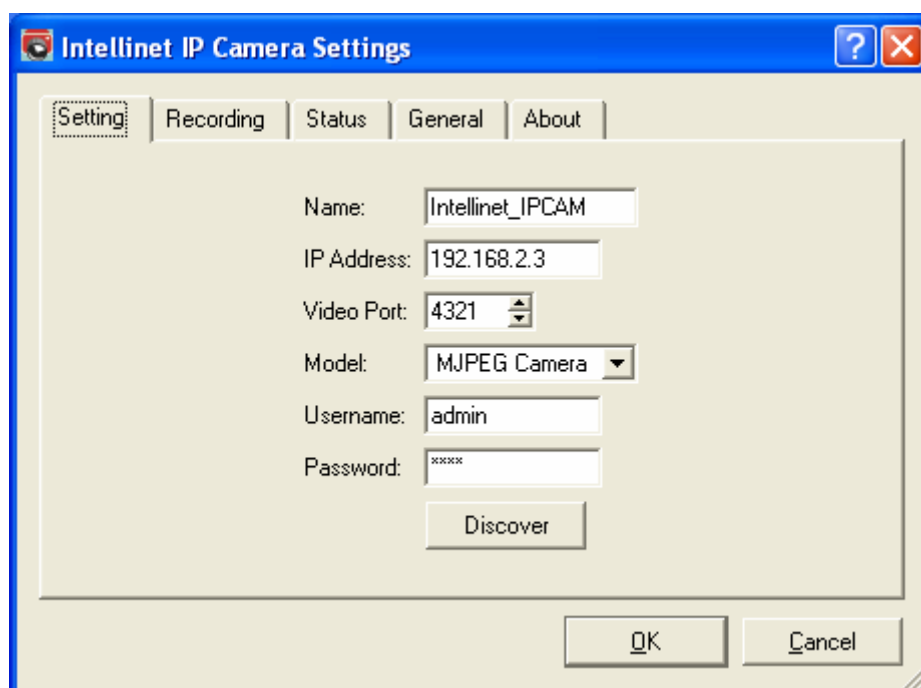 Intellinet IP Camera Settings
Setting Recording Status General About
Name: Intellinet_IPCAM
IP Address: 192.168.2.3
Video Port: 4321
Model: MJPEG Camera
Username: admin
Password: ****
Discover
OK Cancel